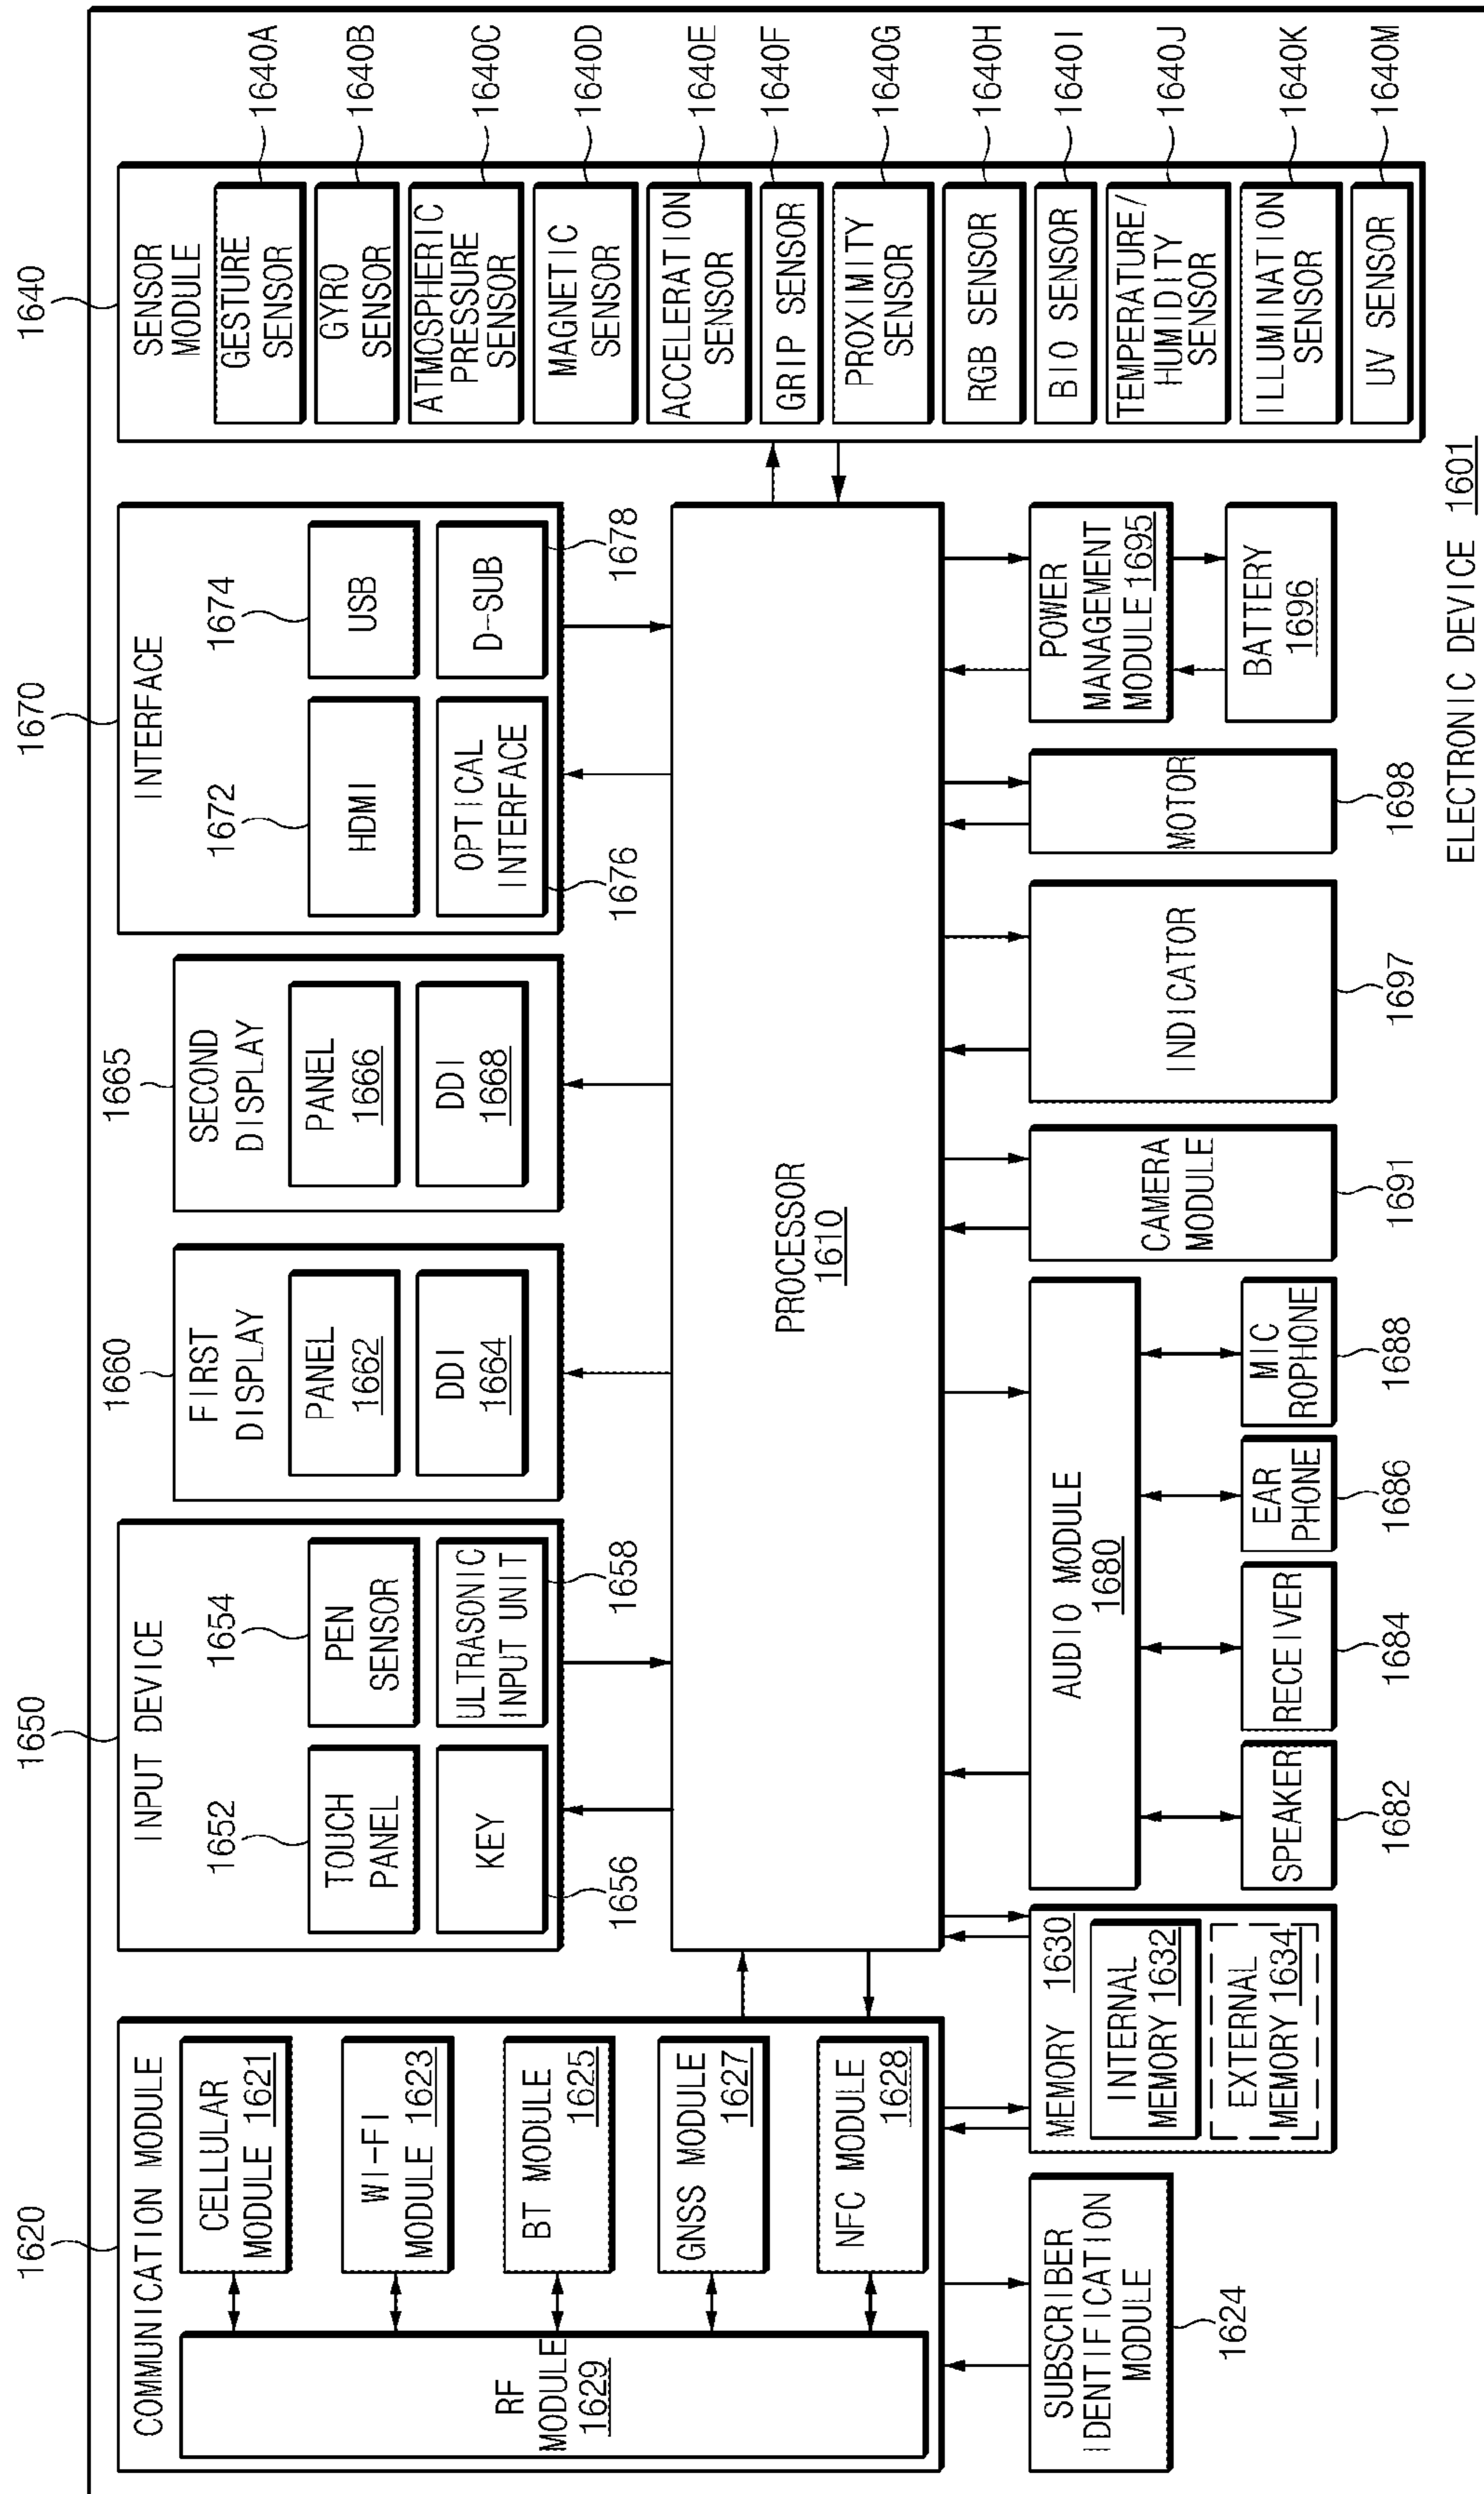 1620
COMMUNICATION MODULE
CELLULAR
MODULE 1621
WI-FI
MODULE 1623
BT MODULE
1625
GNSS MODULE
1627
NFC MODULE
1628
RF
MODULE
1629
SUBSCRIBER
IDENTIFICATION
MODULE
1624
MEMORY 1630
INTERNAL
MEMORY 1632
EXTERNAL
MEMORY 1634
1650
INPUT DEVICE
1652
TOUCH
PANEL
1654
PEN
SENSOR
KEY
1656
ULTRASONIC
INPUT UNIT
1658
1660
FIRST
DISPLAY
PANEL
1662
DDI
1664
1665
SECOND
DISPLAY
PANEL
1666
DDI
1668
1670
INTERFACE
1672
HDMI
1674
USB
OPTICAL
INTERFACE
1676
D-SUB
1678
1640
SENSOR
MODULE
GESTURE
SENSOR
1640A
GYRO
SENSOR
1640B
ATMOSPHERIC
PRESSURE
SENSOR
1640C
MAGNETIC
SENSOR
1640D
ACCELERATION
SENSOR
1640E
GRIP SENSOR
1640F
PROXIMITY
SENSOR
1640G
RGB SENSOR
1640H
BIO SENSOR
1640I
TEMPERATURE/
HUMIDITY
SENSOR
1640J
ILLUMINATION
SENSOR
1640K
UV SENSOR
1640M
PROCESSOR
1610
AUDIO MODULE
1680
SPEAKER
1682
RECEIVER
1684
EAR
PHONE
1686
MIC
ROPHONE
1688
CAMERA
MODULE
1691
INDICATOR
1697
MOTOR
1698
POWER
MANAGEMENT
MODULE 1695
BATTERY
1696
ELECTRONIC DEVICE 1601